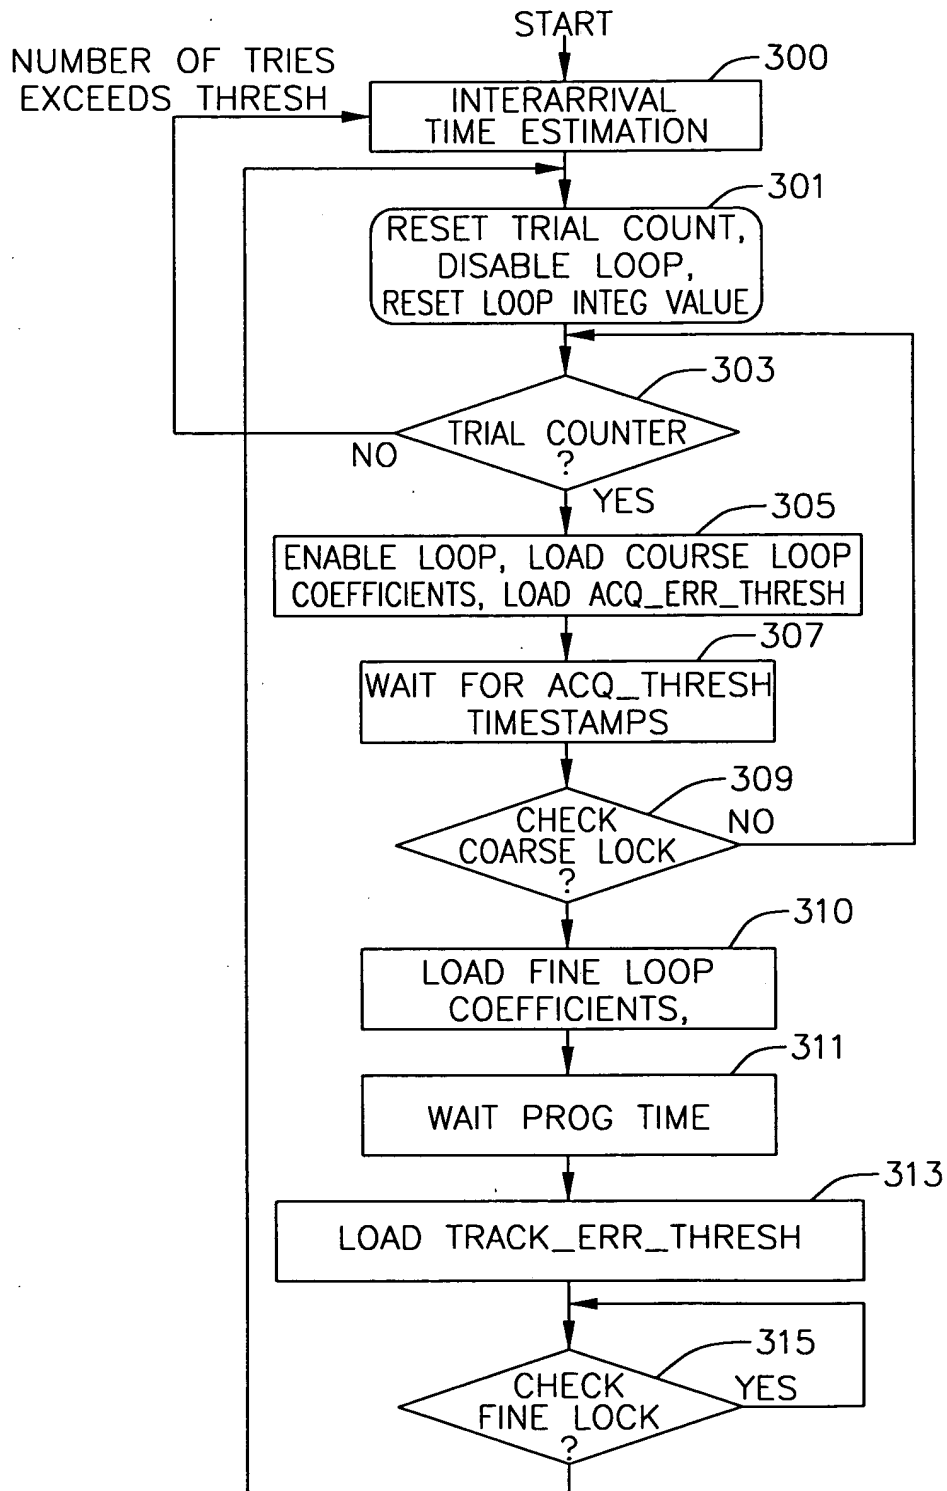 START
NUMBER OF TRIES
EXCEEDS THRESH
300
INTERARRIVAL
TIME ESTIMATION
301
RESET TRIAL COUNT,
DISABLE LOOP,
RESET LOOP INTEG VALUE
303
TRIAL COUNTER
?
NO
YES
305
ENABLE LOOP, LOAD COURSE LOOP
COEFFICIENTS, LOAD ACQ_ERR_THRESH
307
WAIT FOR ACQ_THRESH
TIMESTAMPS
309
CHECK
COARSE LOCK
?
NO
310
LOAD FINE LOOP
COEFFICIENTS,
311
WAIT PROG TIME
313
LOAD TRACK_ERR_THRESH
315
CHECK
FINE LOCK
?
YES